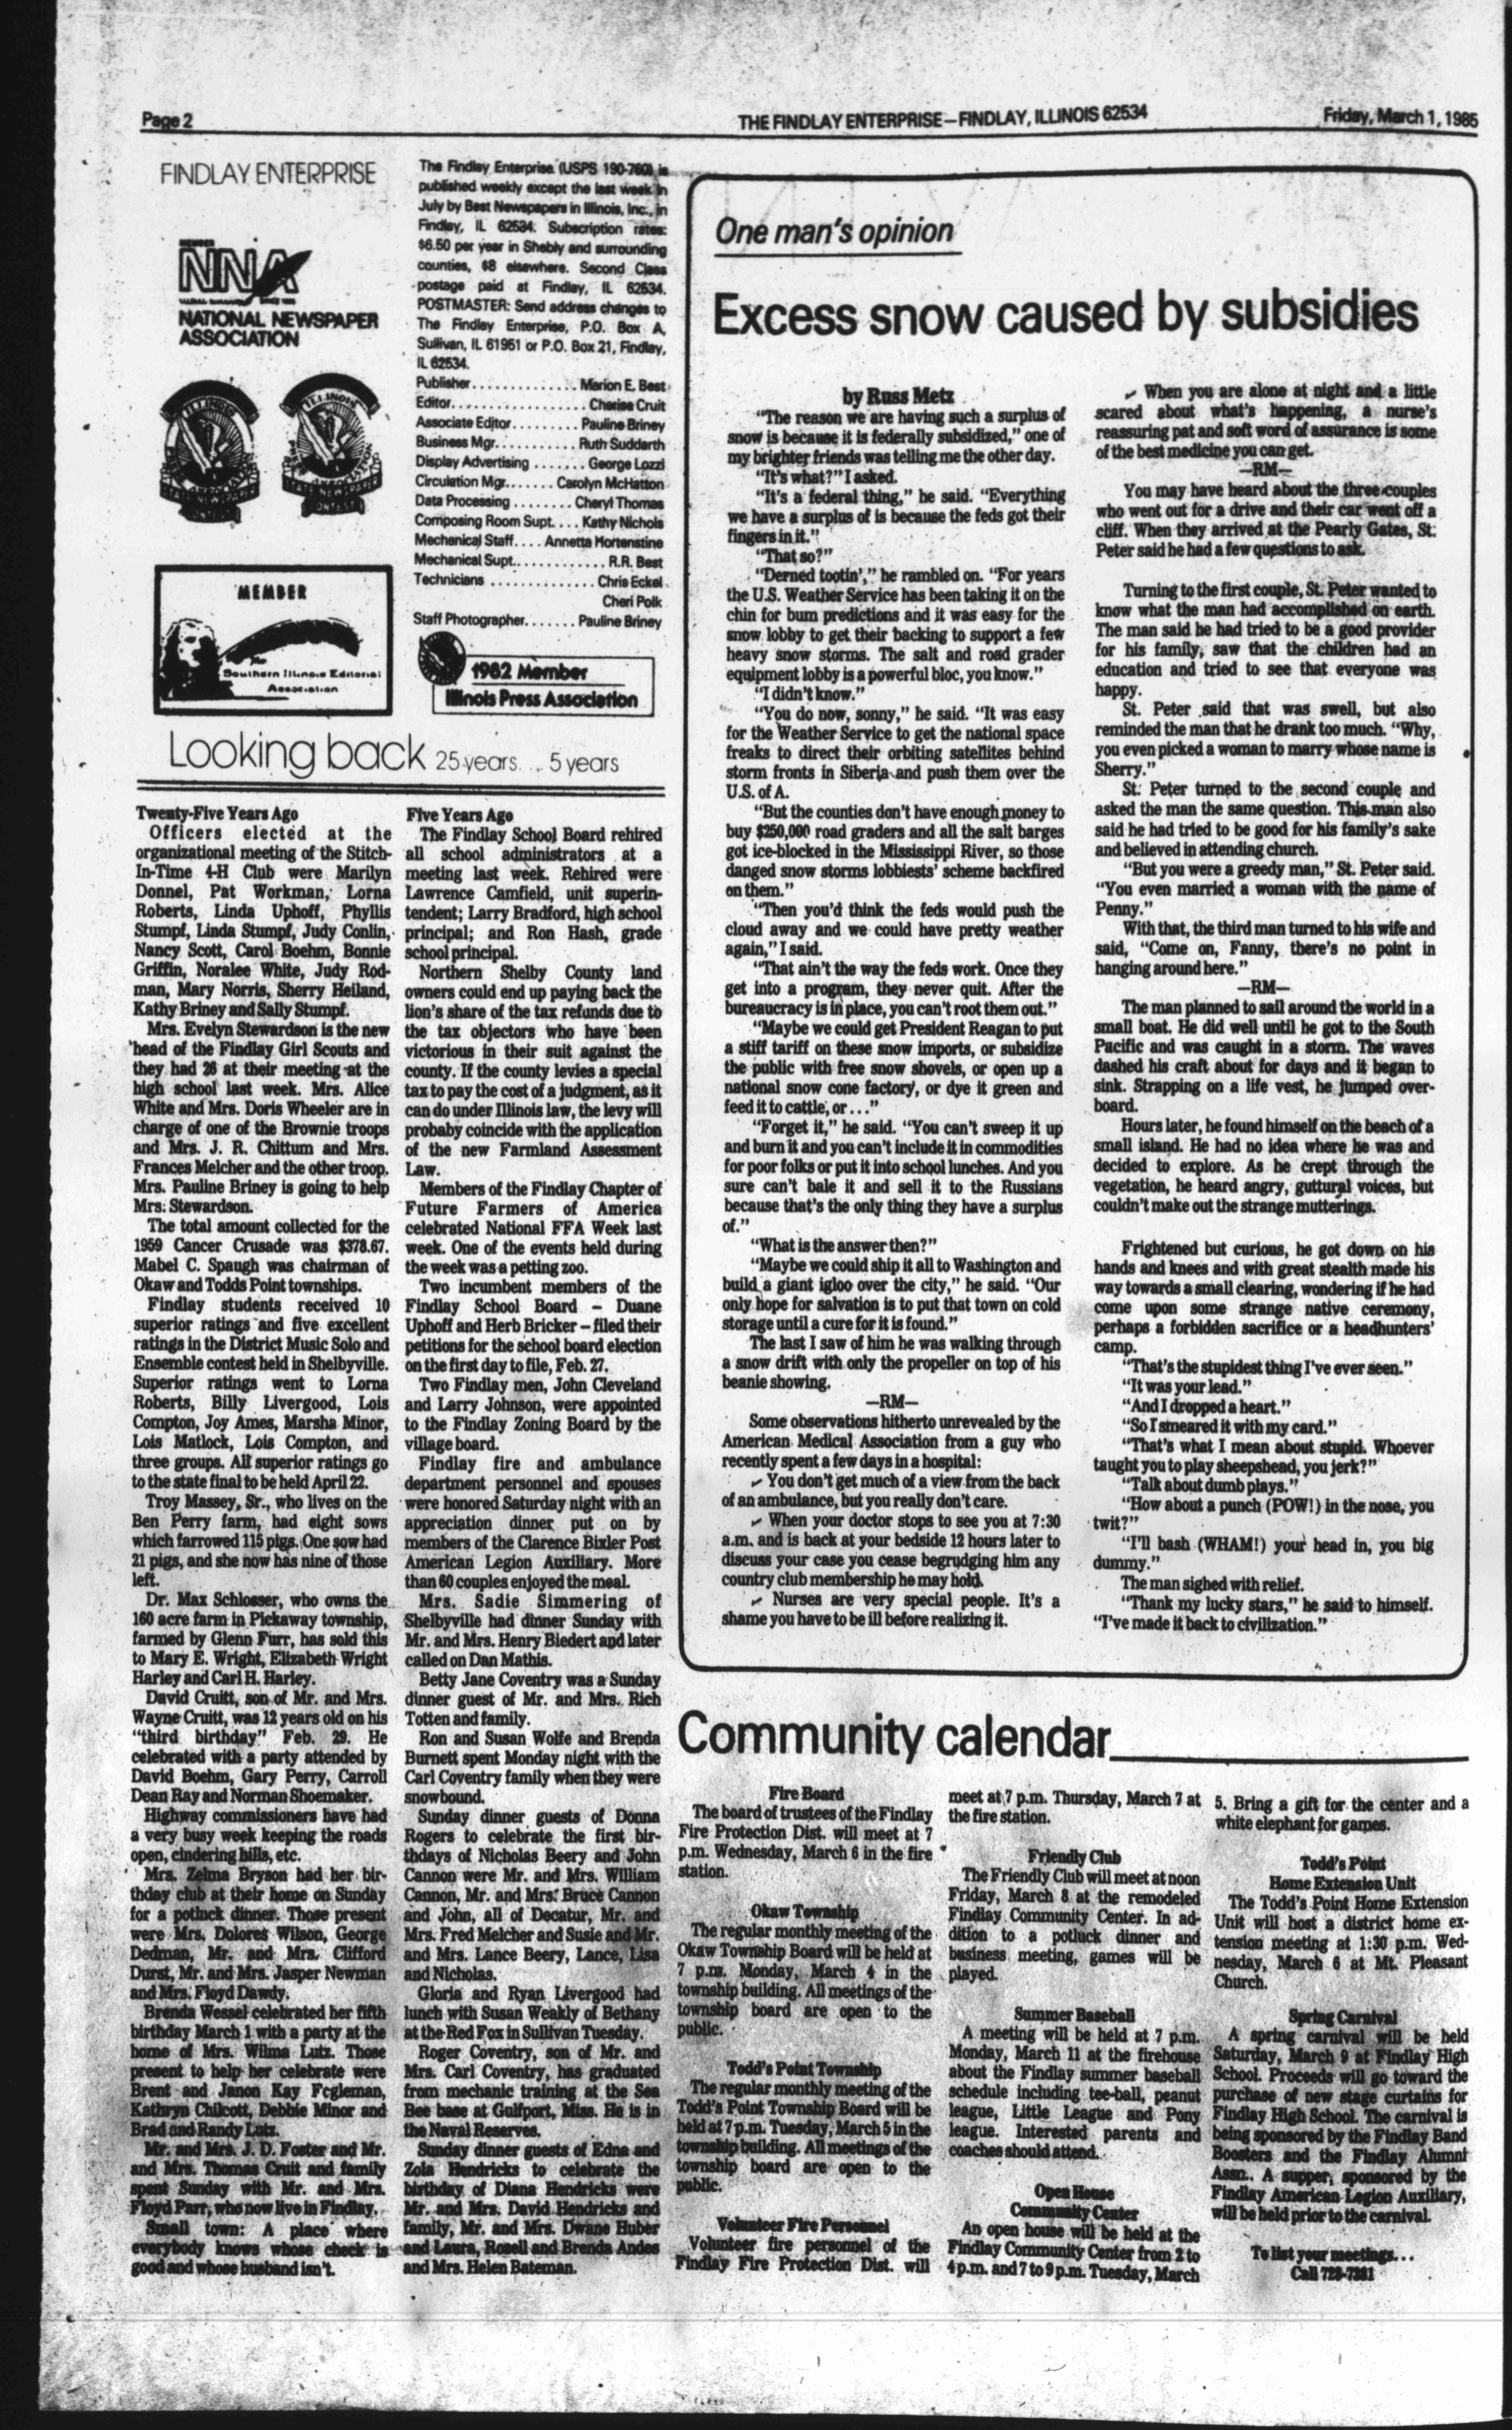 Page 2
THE FINDLAY ENTERPRISE—FINDLAY, ILLINOIS 62534
Friday, March 1, 1985
FINDLAY ENTERPRISE
MEMBER
NNA
NATIONAL NEWSPAPER
ASSOCIATION
MEMBER
Southern Illinois Editorial
Association
The Findlay Enterprise (USPS 190-760) is
published weekly except the last week in
July by Best Newspapers in Illinois, Inc., in
Findlay, IL 62534. Subscription rates:
$6.50 per year in Shebly and surrounding
counties, $8 elsewhere. Second Class
postage paid at Findlay, IL 62534.
POSTMASTER: Send address changes to
The Findlay Enterprise, P.O. Box A,
Sullivan, IL 61951 or P.O. Box 21, Findlay,
IL 62534.
Publisher.............. Marion E. Best
Editor................. Cherise Cruit
Associate Editor......... Pauline Briney
Business Mgr........... Ruth Suddarth
Display Advertising ....... George Lozzi
Circulation Mgr....... Carolyn McHatton
Data Processing ........ Cheryl Thomas
Composing Room Supt.... Kathy Nichols
Mechanical Staff.... Annetta Hortenstine
Mechanical Supt............. R.R. Best
Technicians ............. Chris Eckel
Cheri Polk
Staff Photographer....... Pauline Briney
1982 Member
Illinois Press Association
Looking back 25 years... 5 years
Twenty-Five Years Ago
Officers elected at the
organizational meeting of the Stitch-
In-Time 4-H Club were Marilyn
Donnel, Pat Workman, Lorna
Roberts, Linda Uphoff, Phyllis
Stumpf, Linda Stumpf, Judy Conlin,
Nancy Scott, Carol Boehm, Bonnie
Griffin, Noralee White, Judy Rod-
man, Mary Norris, Sherry Heiland,
Kathy Briney and Sally Stumpf.
Mrs. Evelyn Stewardson is the new
head of the Findlay Girl Scouts and
they had 26 at their meeting at the
high school last week. Mrs. Alice
White and Mrs. Doris Wheeler are in
charge of one of the Brownie troops
and Mrs. J. R. Chittum and Mrs.
Frances Melcher and the other troop.
Mrs. Pauline Briney is going to help
Mrs. Stewardson.
The total amount collected for the
1959 Cancer Crusade was $378.67.
Mabel C. Spaugh was chairman of
Okaw and Todds Point townships.
Findlay students received 10
superior ratings and five excellent
ratings in the District Music Solo and
Ensemble contest held in Shelbyville.
Superior ratings went to Lorna
Roberts, Billy Livergood, Lois
Compton, Joy Ames, Marsha Minor,
Lois Matlock, Lois Compton, and
three groups. All superior ratings go
to the state final to be held April 22.
Troy Massey, Sr., who lives on the
Ben Perry farm, had eight sows
which farrowed 115 pigs. One sow had
21 pigs, and she now has nine of those
left.
Dr. Max Schlosser, who owns the
160 acre farm in Pickaway township,
farmed by Glenn Furr, has sold this
to Mary E. Wright, Elizabeth Wright
Harley and Carl H. Harley.
David Cruitt, son of Mr. and Mrs.
Wayne Cruitt, was 12 years old on his
"third birthday" Feb. 29. He
celebrated with a party attended by
David Boehm, Gary Perry, Carroll
Dean Ray and Norman Shoemaker.
Highway commissioners have had
a very busy week keeping the roads
open, cindering hills, etc.
Mrs. Zelma Bryson had her bir-
thday club at their home on Sunday
for a potluck dinner. Those present
were Mrs. Dolores Wilson, George
Dedman, Mr. and Mrs. Clifford
Durst, Mr. and Mrs. Jasper Newman
and Mrs. Floyd Dawdy.
Brenda Wessel celebrated her fifth
birthday March 1 with a party at the
home of Mrs. Wilma Lutz. Those
present to help her celebrate were
Brent and Janon Kay Fogleman,
Kathryn Chilcott, Debbie Minor and
Brad and Randy Lutz.
Mr. and Mrs. J. D. Foster and Mr.
and Mrs. Thomas Cruit and family
spent Sunday with Mr. and Mrs.
Floyd Parr, who now live in Findlay.
Small town: A place where
everybody knows whose check is
good and whose husband isn't.
Five Years Ago
The Findlay School Board rehired
all school administrators at a
meeting last week. Rehired were
Lawrence Camfield, unit superin-
tendent; Larry Bradford, high school
principal; and Ron Hash, grade
school principal.
Northern Shelby County land
owners could end up paying back the
lion's share of the tax refunds due to
the tax objectors who have been
victorious in their suit against the
county. If the county levies a special
tax to pay the cost of a judgment, as it
can do under Illinois law, the levy will
probaby coincide with the application
of the new Farmland Assessment
Law.
Members of the Findlay Chapter of
Future Farmers of America
celebrated National FFA Week last
week. One of the events held during
the week was a petting zoo.
Two incumbent members of the
Findlay School Board — Duane
Uphoff and Herb Bricker — filed their
petitions for the school board election
on the first day to file, Feb. 27.
Two Findlay men, John Cleveland
and Larry Johnson, were appointed
to the Findlay Zoning Board by the
village board.
Findlay fire and ambulance
department personnel and spouses
were honored Saturday night with an
appreciation dinner put on by
members of the Clarence Bixler Post
American Legion Auxiliary. More
than 60 couples enjoyed the meal.
Mrs. Sadie Simmering of
Shelbyville had dinner Sunday with
Mr. and Mrs. Henry Biedert and later
called on Dan Mathis.
Betty Jane Coventry was a Sunday
dinner guest of Mr. and Mrs. Rich
Totten and family.
Ron and Susan Wolfe and Brenda
Burnett spent Monday night with the
Carl Coventry family when they were
snowbound.
Sunday dinner guests of Donna
Rogers to celebrate the first bir-
thdays of Nicholas Beery and John
Cannon were Mr. and Mrs. William
Cannon, Mr. and Mrs. Bruce Cannon
and John, all of Decatur, Mr. and
Mrs. Fred Melcher and Susie and Mr.
and Mrs. Lance Beery, Lance, Lisa
and Nicholas.
Gloria and Ryan Livergood had
lunch with Susan Weakly of Bethany
at the Red Fox in Sullivan Tuesday.
Roger Coventry, son of Mr. and
Mrs. Carl Coventry, has graduated
from mechanic training at the Sea
Bee base at Gulfport, Miss. He is in
the Naval Reserves.
Sunday dinner guests of Edna and
Zola Hendricks to celebrate the
birthday of Diana Hendricks were
Mr. and Mrs. David Hendricks and
family, Mr. and Mrs. Dwane Huber
and Laura, Rosell and Brenda Andes
and Mrs. Helen Bateman.
One man's opinion
Excess snow caused by subsidies
by Russ Metz
"The reason we are having such a surplus of
snow is because it is federally subsidized," one of
my brighter friends was telling me the other day.
"It's what?" I asked.
"It's a federal thing," he said. "Everything
we have a surplus of is because the feds got their
fingers in it."
"That so?"
"Derned tootin'," he rambled on. "For years
the U.S. Weather Service has been taking it on the
chin for bum predictions and it was easy for the
snow lobby to get their backing to support a few
heavy snow storms. The salt and road grader
equipment lobby is a powerful bloc, you know."
"I didn't know."
"You do now, sonny," he said. "It was easy
for the Weather Service to get the national space
freaks to direct their orbiting satellites behind
storm fronts in Siberia and push them over the
U.S. of A.
"But the counties don't have enough money to
buy $250,000 road graders and all the salt barges
got ice-blocked in the Mississippi River, so those
danged snow storms lobbiests' scheme backfired
on them."
"Then you'd think the feds would push the
cloud away and we could have pretty weather
again," I said.
"That ain't the way the feds work. Once they
get into a program, they never quit. After the
bureaucracy is in place, you can't root them out."
"Maybe we could get President Reagan to put
a stiff tariff on these snow imports, or subsidize
the public with free snow shovels, or open up a
national snow cone factory, or dye it green and
feed it to cattle, or..."
"Forget it," he said. "You can't sweep it up
and burn it and you can't include it in commodities
for poor folks or put it into school lunches. And you
sure can't bale it and sell it to the Russians
because that's the only thing they have a surplus
of."
"What is the answer then?"
"Maybe we could ship it all to Washington and
build a giant igloo over the city," he said. "Our
only hope for salvation is to put that town on cold
storage until a cure for it is found."
The last I saw of him he was walking through
a snow drift with only the propeller on top of his
beanie showing.
—RM—
Some observations hitherto unrevealed by the
American Medical Association from a guy who
recently spent a few days in a hospital:
✓ You don't get much of a view from the back
of an ambulance, but you really don't care.
✓ When your doctor stops to see you at 7:30
a.m. and is back at your bedside 12 hours later to
discuss your case you cease begrudging him any
country club membership he may hold.
✓ Nurses are very special people. It's a
shame you have to be ill before realizing it.
✓ When you are alone at night and a little
scared about what's happening, a nurse's
reassuring pat and soft word of assurance is some
of the best medicine you can get.
—RM—
You may have heard about the three couples
who went out for a drive and their car went off a
cliff. When they arrived at the Pearly Gates, St.
Peter said he had a few questions to ask.
Turning to the first couple, St. Peter wanted to
know what the man had accomplished on earth.
The man said he had tried to be a good provider
for his family, saw that the children had an
education and tried to see that everyone was
happy.
St. Peter said that was swell, but also
reminded the man that he drank too much. "Why,
you even picked a woman to marry whose name is
Sherry."
St. Peter turned to the second couple and
asked the man the same question. This man also
said he had tried to be good for his family's sake
and believed in attending church.
"But you were a greedy man," St. Peter said.
"You even married a woman with the name of
Penny."
With that, the third man turned to his wife and
said, "Come on, Fanny, there's no point in
hanging around here."
—RM—
The man planned to sail around the world in a
small boat. He did well until he got to the South
Pacific and was caught in a storm. The waves
dashed his craft about for days and it began to
sink. Strapping on a life vest, he jumped over-
board.
Hours later, he found himself on the beach of a
small island. He had no idea where he was and
decided to explore. As he crept through the
vegetation, he heard angry, guttural voices, but
couldn't make out the strange mutterings.
Frightened but curious, he got down on his
hands and knees and with great stealth made his
way towards a small clearing, wondering if he had
come upon some strange native ceremony,
perhaps a forbidden sacrifice or a headhunters'
camp.
"That's the stupidest thing I've ever seen."
"It was your lead."
"And I dropped a heart."
"So I smeared it with my card."
"That's what I mean about stupid. Whoever
taught you to play sheepshead, you jerk?"
"Talk about dumb plays."
"How about a punch (POW!) in the nose, you
twit?"
"I'll bash (WHAM!) your head in, you big
dummy."
The man sighed with relief.
"Thank my lucky stars," he said to himself.
"I've made it back to civilization."
Community calendar
Fire Board
The board of trustees of the Findlay
Fire Protection Dist. will meet at 7
p.m. Wednesday, March 6 in the fire
station.
Okaw Township
The regular monthly meeting of the
Okaw Township Board will be held at
7 p.m. Monday, March 4 in the
township building. All meetings of the
township board are open to the
public.
Todd's Point Township
The regular monthly meeting of the
Todd's Point Township Board will be
held at 7 p.m. Tuesday, March 5 in the
township building. All meetings of the
township board are open to the
public.
Volunteer Fire Personnel
Volunteer fire personnel of the
Findlay Fire Protection Dist. will
meet at 7 p.m. Thursday, March 7 at
the fire station.
Friendly Club
The Friendly Club will meet at noon
Friday, March 8 at the remodeled
Findlay Community Center. In ad-
dition to a potluck dinner and
business meeting, games will be
played.
Summer Baseball
A meeting will be held at 7 p.m.
Monday, March 11 at the firehouse
about the Findlay summer baseball
schedule including tee-ball, peanut
league, Little League and Pony
league. Interested parents and
coaches should attend.
Open House
Community Center
An open house will be held at the
Findlay Community Center from 2 to
4 p.m. and 7 to 9 p.m. Tuesday, March
5. Bring a gift for the center and a
white elephant for games.
Todd's Point
Home Extension Unit
The Todd's Point Home Extension
Unit will host a district home ex-
tension meeting at 1:30 p.m. Wed-
nesday, March 6 at Mt. Pleasant
Church.
Spring Carnival
A spring carnival will be held
Saturday, March 9 at Findlay High
School. Proceeds will go toward the
purchase of new stage curtains for
Findlay High School. The carnival is
being sponsored by the Findlay Band
Boosters and the Findlay Alumni
Assn. A supper, sponsored by the
Findlay American Legion Auxiliary,
will be held prior to the carnival.
To list your meetings...
Call 728-7381